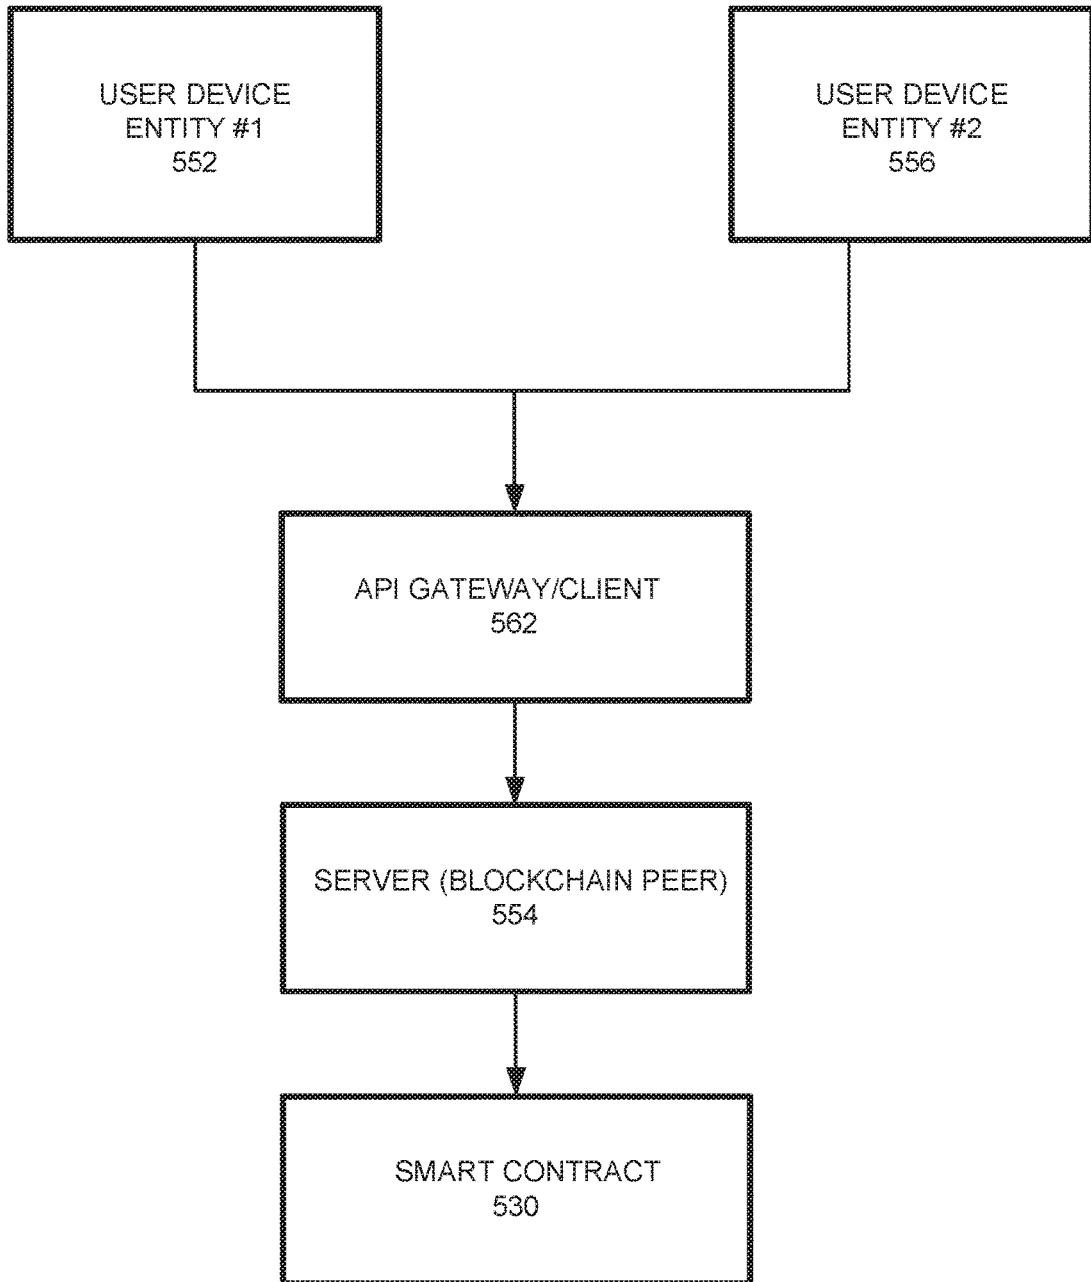 USER DEVICE
ENTITY #1
552
USER DEVICE
ENTITY #2
556
API GATEWAY/CLIENT
562
SERVER (BLOCKCHAIN PEER)
554
SMART CONTRACT
530